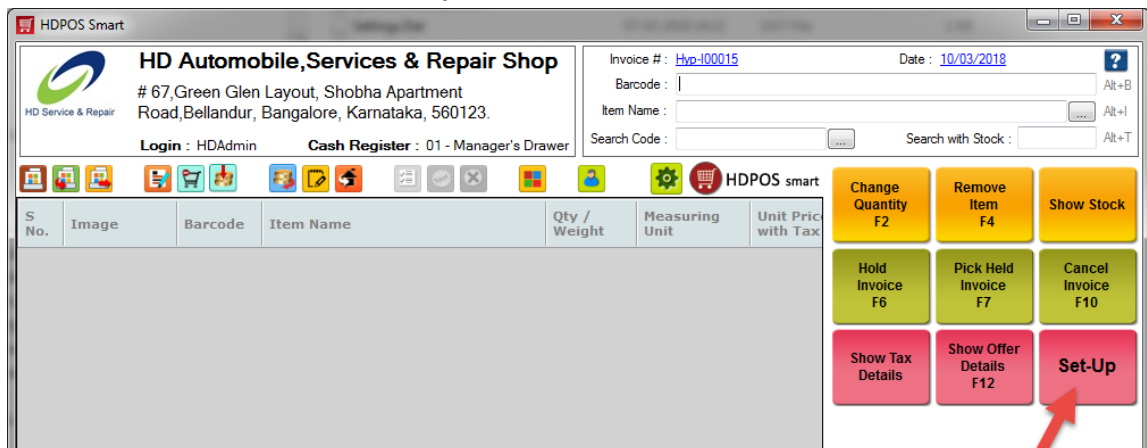 HDPOS Smart
HD Service & Repair
HD Automobile,Services & Repair Shop
# 67,Green Glen Layout, Shobha Apartment
Road,Bellandur, Bangalore, Karnataka, 560123.
Login : HDAdmin Cash Register : 01 - Manager's Drawer
Invoice # : Hyp-I00015 Date : 10/03/2018 ?
Barcode : Alt+B
Item Name : ... Alt+I
Search Code : ... Search with Stock : Alt+T
HDPOS smart
S No.
Image
Barcode
Item Name
Qty /
Weight
Measuring
Unit
Unit Pric
with Tax
Change
Quantity
F2
Remove
Item
F4
Show Stock
Hold
Invoice
F6
Pick Held
Invoice
F7
Cancel
Invoice
F10
Show Tax
Details
Show Offer
Details
F12
Set-Up